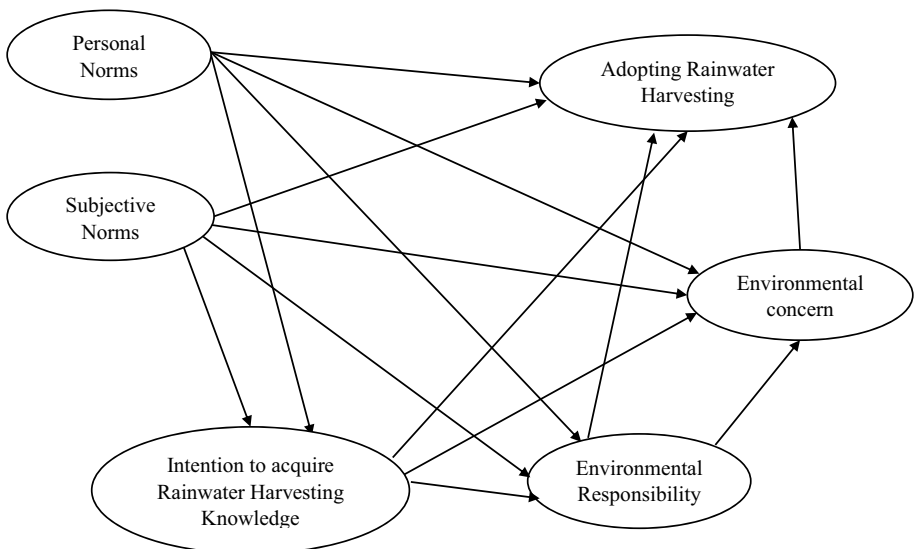 Personal
Norms
Adopting Rainwater
Harvesting
Subjective
Norms
Environmental
concern
Intention to acquire
Rainwater Harvesting
Knowledge
Environmental
Responsibility